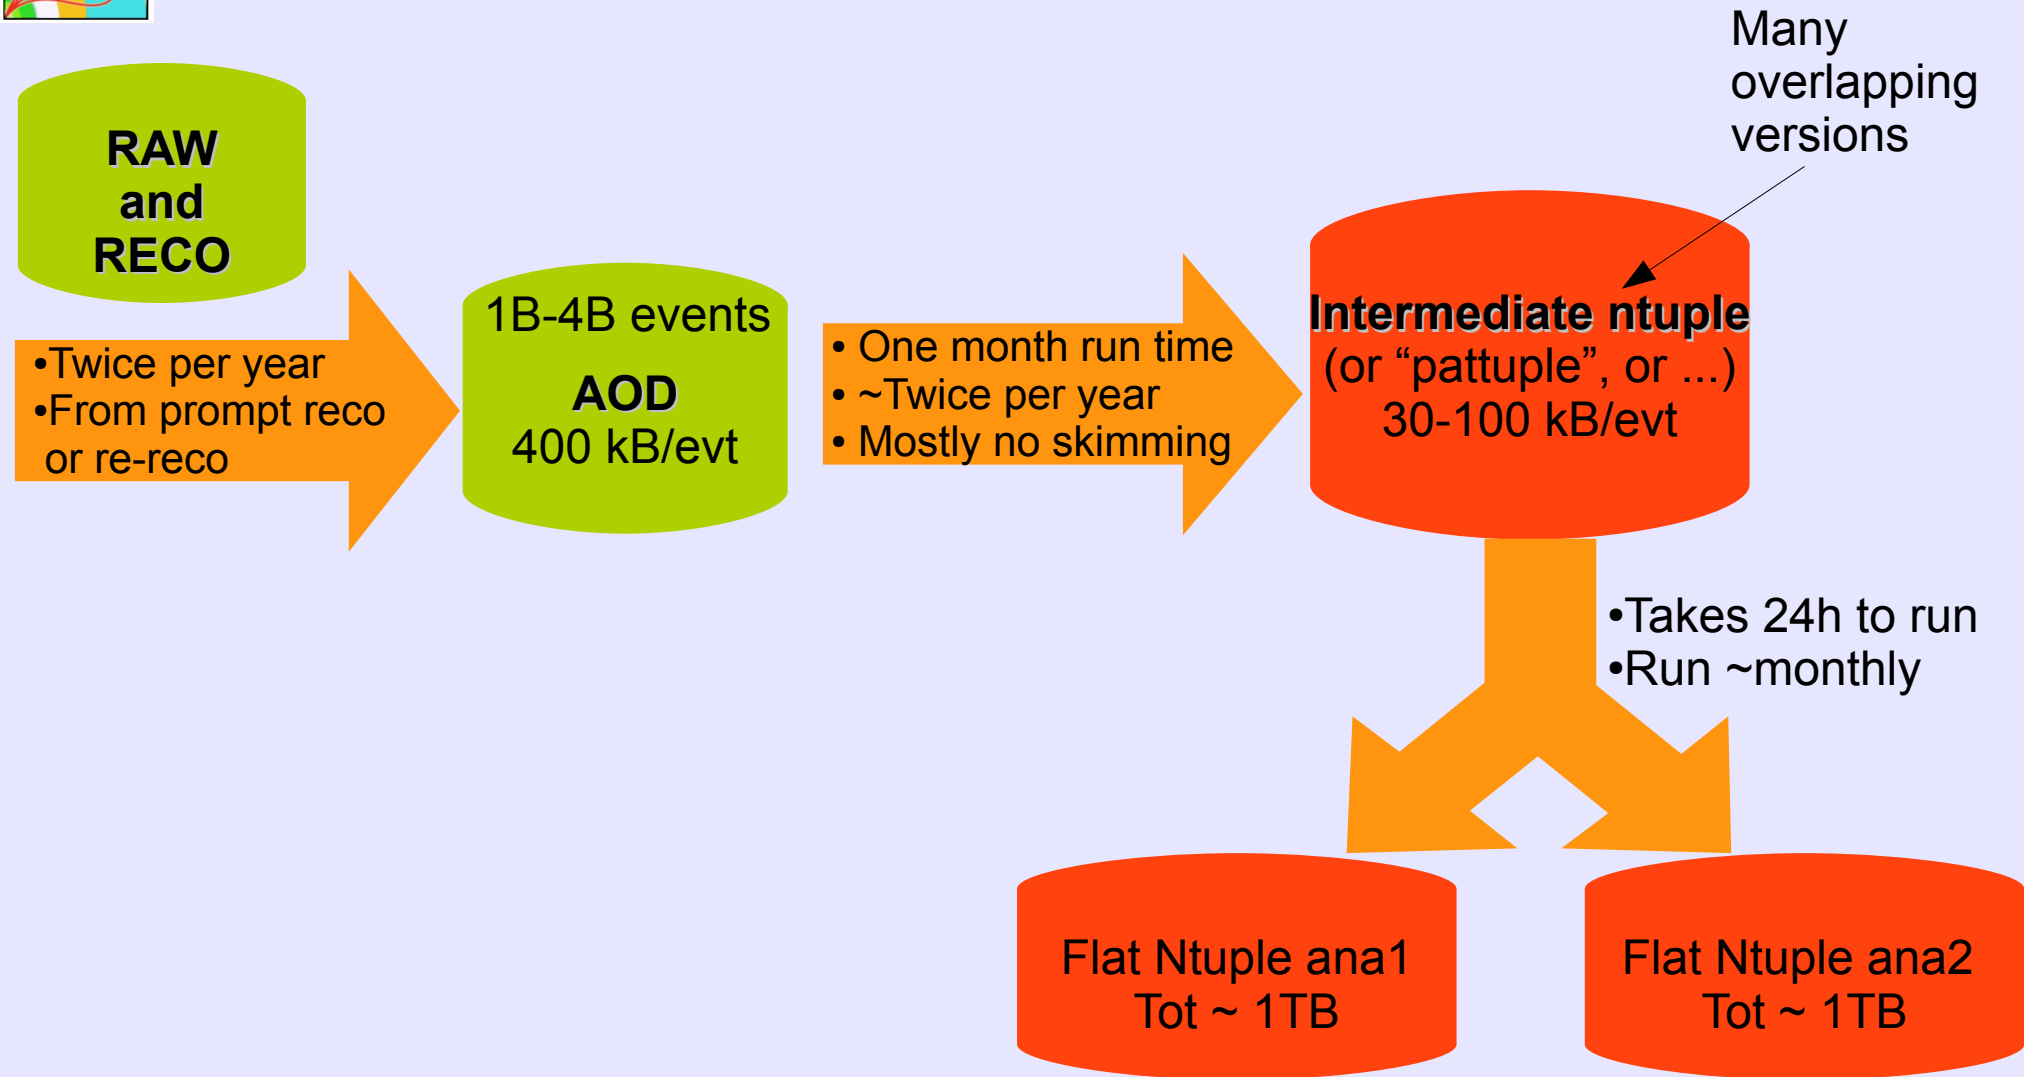 Many
overlapping
versions
RAW
and
RECO
•Twice per year
•From prompt reco
or re-reco
1B-4B events
AOD
400 kB/evt
• One month run time
• ~Twice per year
• Mostly no skimming
Intermediate ntuple
(or “pattuple”, or ...)
30-100 kB/evt
•Takes 24h to run
•Run ~monthly
Flat Ntuple ana1
Tot ~ 1TB
Flat Ntuple ana2
Tot ~ 1TB